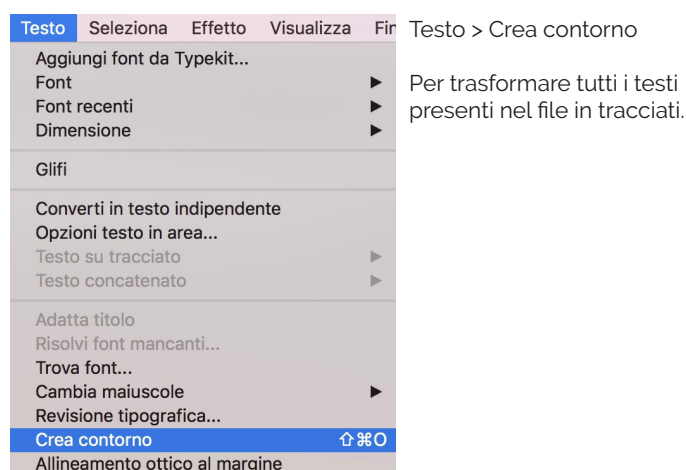 Testo Seleziona Effetto Visualizza Fin
Aggiungi font da Typekit...
Font ▶
Font recenti ▶
Dimensione ▶
Glifi
Converti in testo indipendente
Opzioni testo in area...
Testo su tracciato ▶
Testo concatenato ▶
Adatta titolo
Risolvi font mancanti...
Trova font...
Cambia maiuscole ▶
Revisione tipografica...
Crea contorno ⇧⌘O
Allineamento ottico al margine
Testo > Crea contorno
Per trasformare tutti i testi
presenti nel file in tracciati.